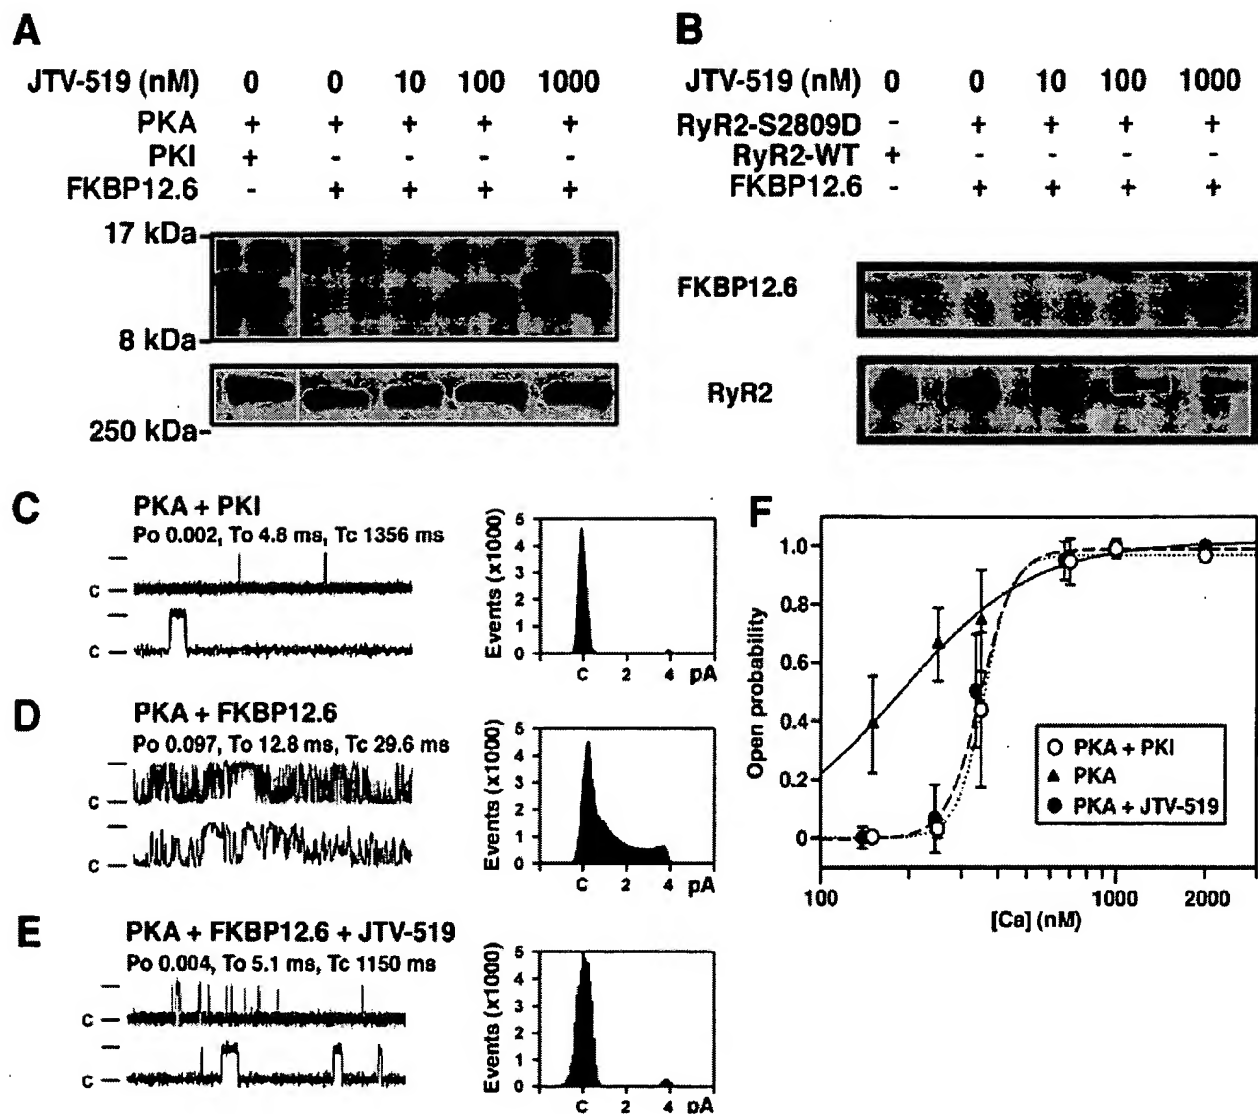 A
JTV-519 (nM) 0 0 10 100 1000
PKA + + + + +
PKI + - - - -
FKBP12.6 - + + + +
17 kDa-
8 kDa-
250 kDa-
B
JTV-519 (nM) 0 0 10 100 1000
RyR2-S2809D - + + + +
RyR2-WT + - - - -
FKBP12.6 - + + + +
FKBP12.6
RyR2
C
PKA + PKI
Po 0.002, To 4.8 ms, Tc 1356 ms
c
c
Events (x1000)
5
4
3
2
1
0
C 2 4 pA
D
PKA + FKBP12.6
Po 0.097, To 12.8 ms, Tc 29.6 ms
c
c
Events (x1000)
5
4
3
2
1
0
C 2 4 pA
E
PKA + FKBP12.6 + JTV-519
Po 0.004, To 5.1 ms, Tc 1150 ms
c
c
Events (x1000)
5
4
3
2
1
0
C 2 4 pA
F
Open probability
1.0
0.8
0.6
0.4
0.2
0
100 1000 2000
[Ca] (nM)
PKA + PKI
PKA
PKA + JTV-519